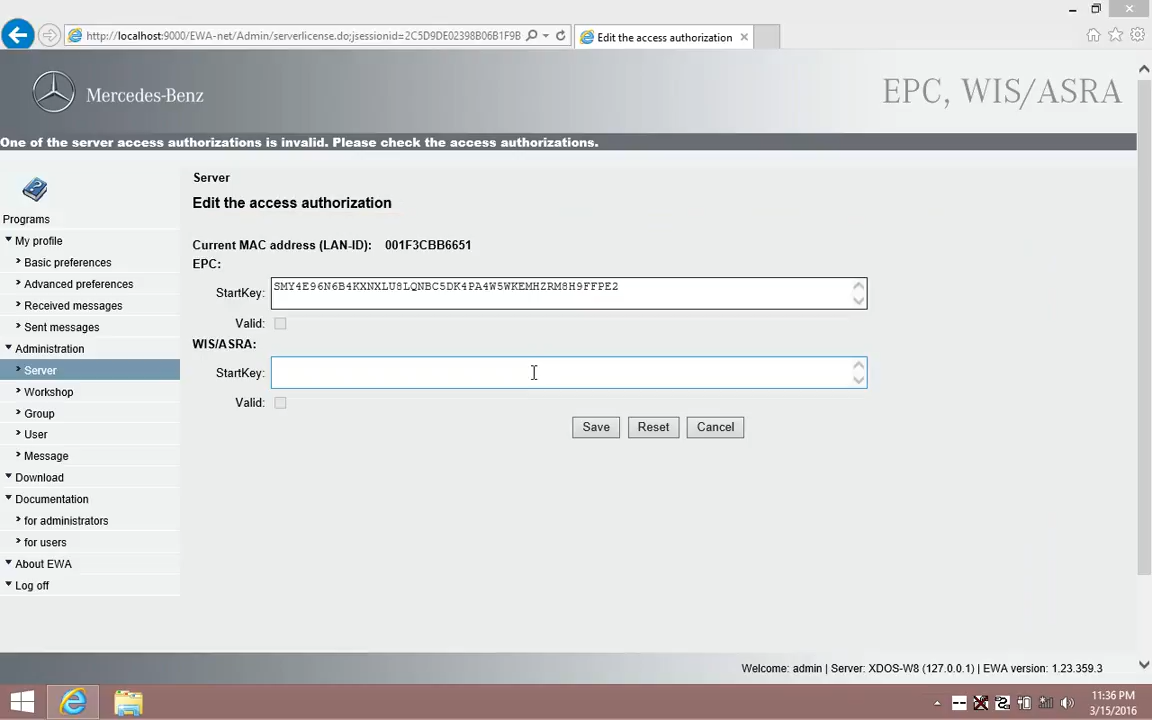 http://localhost:9000/EWA-net/Admin/serverlicense.do;jsessionid=2C5D9DE02398B06B1F9B
Edit the access authorization
Mercedes-Benz
EPC, WIS/ASRA
One of the server access authorizations is invalid. Please check the access authorizations.
Programs
My profile
Basic preferences
Advanced preferences
Received messages
Sent messages
Administration
Server
Workshop
Group
User
Message
Download
Documentation
for administrators
for users
About EWA
Log off
Server
Edit the access authorization
Current MAC address (LAN-ID): 001F3CBB6651
EPC:
StartKey: SMY4E96N6B4KXNXLU8LQNBC5DK4PA4W5WKEMHZRM8H9FFPE2
Valid:
WIS/ASRA:
StartKey:
Valid:
Save Reset Cancel
Welcome: admin | Server: XDOS-W8 (127.0.0.1) | EWA version: 1.23.359.3
11:36 PM
3/15/2016